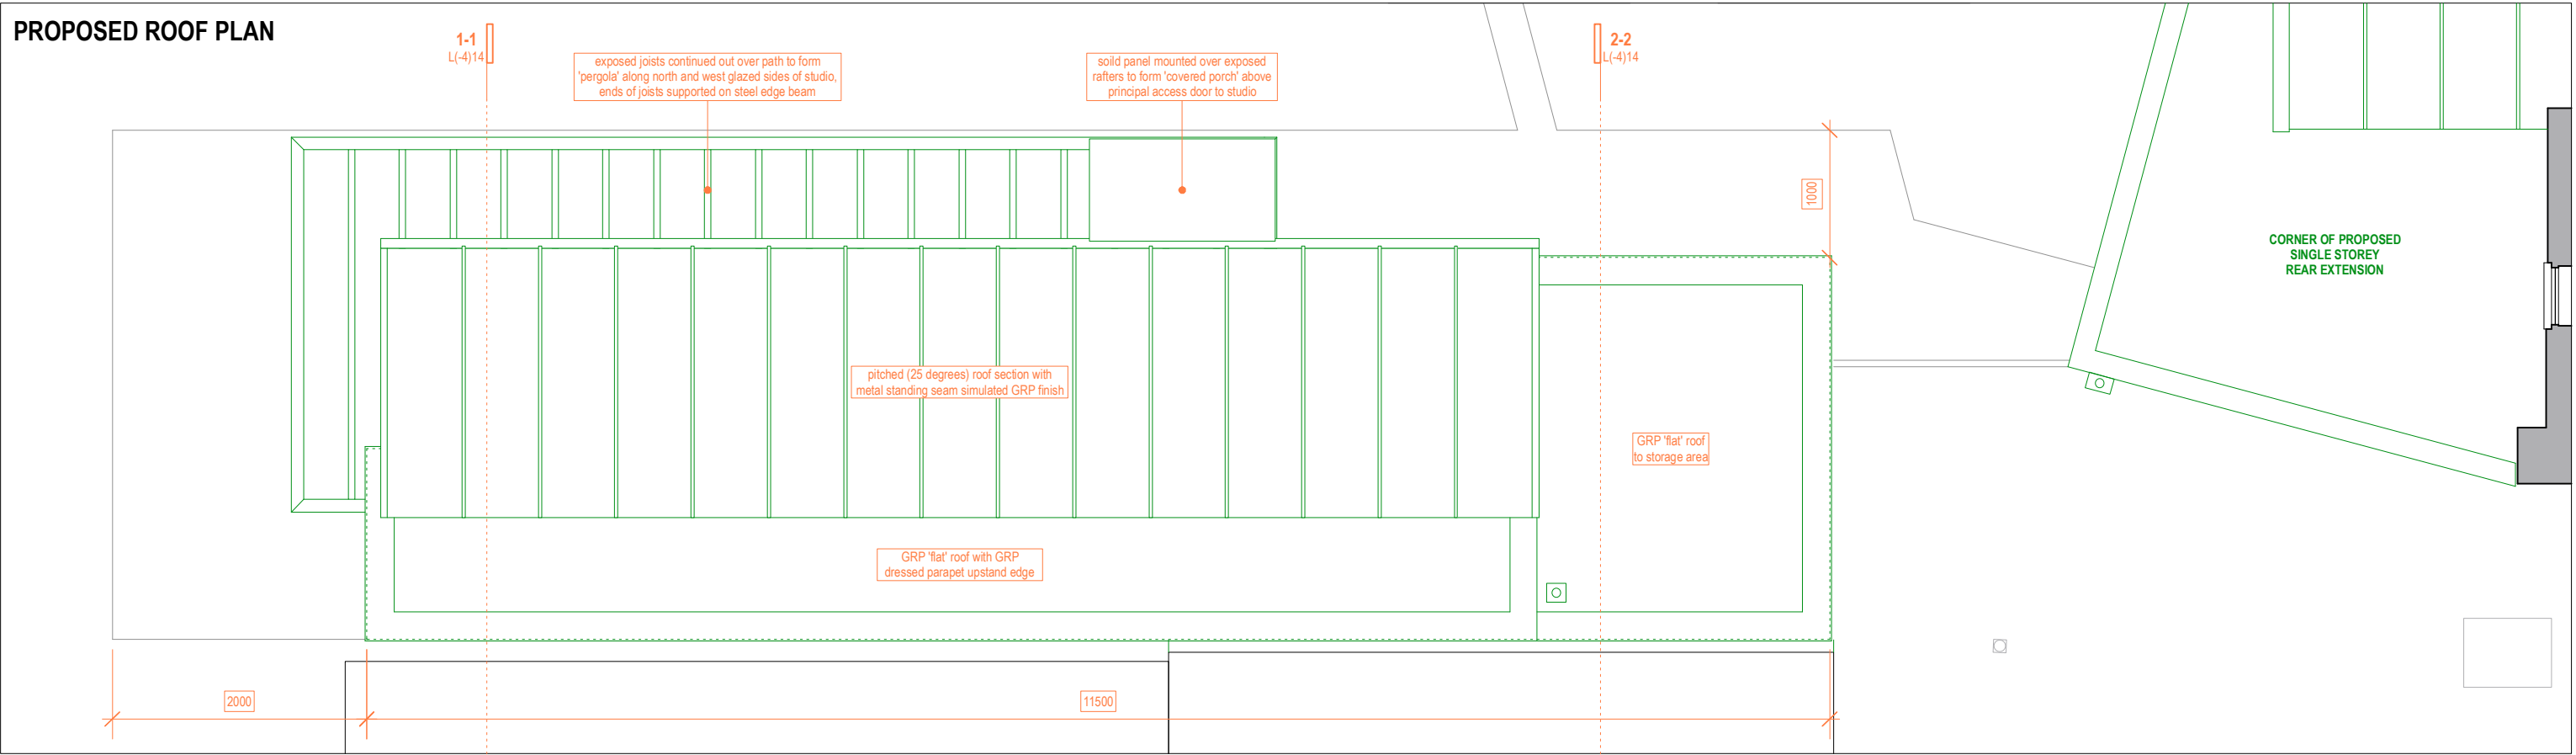 PROPOSED ROOF PLAN
1-1
L(-4)14
exposed joists continued out over path to form
'pergola' along north and west glazed sides of studio,
ends of joists supported on steel edge beam
soild panel mounted over exposed
rafters to form 'covered porch' above
principal access door to studio
2-2
L(-4)14
1000
CORNER OF PROPOSED
SINGLE STOREY
REAR EXTENSION
pitched (25 degrees) roof section with
metal standing seam simulated GRP finish
GRP 'flat' roof
to storage area
GRP 'flat' roof with GRP
dressed parapet upstand edge
2000
11500